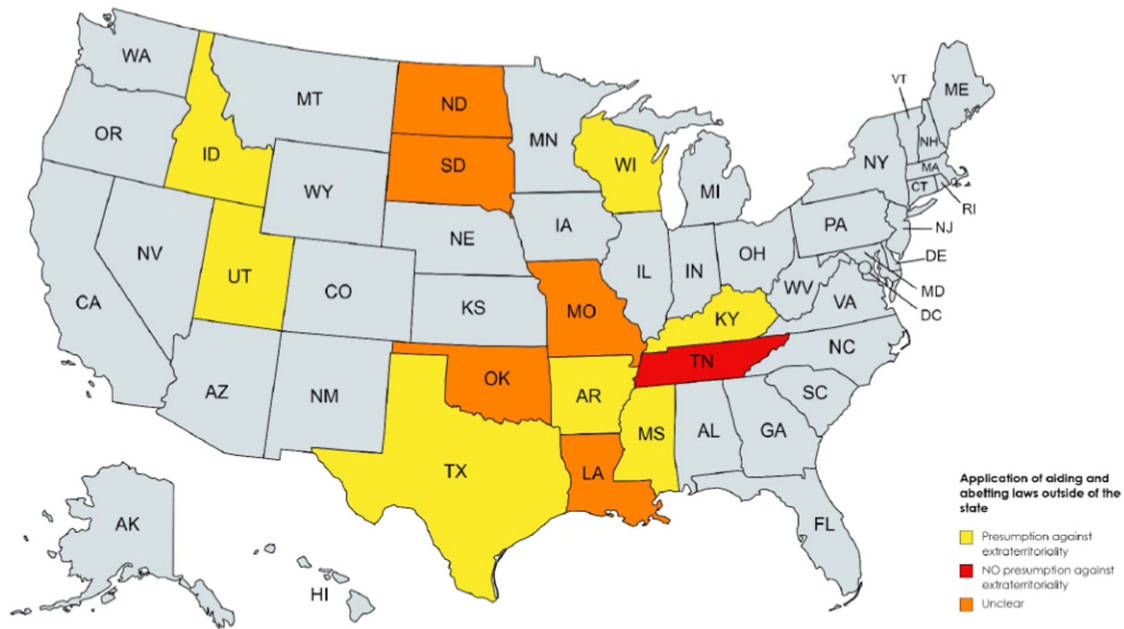 WA
MT
ND
MN
VT
ME
OR
ID
SD
WI
NH
NY
MA
WY
MI
CT
RI
IA
PA
NJ
NE
NV
OH
DE
UT
IL
IN
CO
WV
MD
CA
KS
MO
VA
DC
KY
NC
TN
AZ
NM
OK
AR
SC
MS
AL
GA
TX
LA
AK
FL
HI
Application of aiding and
abetting laws outside of the
state
Presumption against
extraterritoriality
NO presumption against
extraterritoriality
Unclear